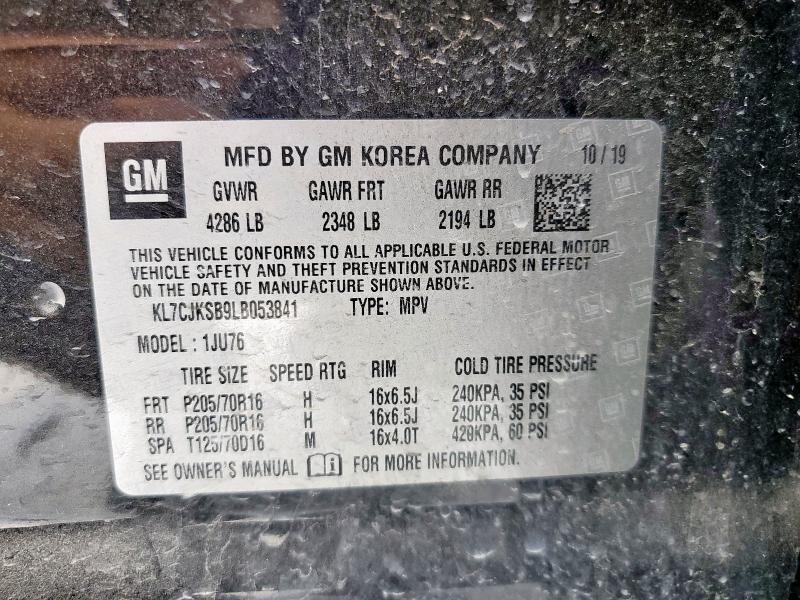 GM MFD BY GM KOREA COMPANY 10 / 19
GVWR GAWR FRT GAWR RR
4286 LB 2348 LB 2194 LB
THIS VEHICLE CONFORMS TO ALL APPLICABLE U.S. FEDERAL MOTOR
VEHICLE SAFETY AND THEFT PREVENTION STANDARDS IN EFFECT
ON THE DATE OF MANUFACTURE SHOWN ABOVE.
KL7CJKSB9LB053841 TYPE: MPV
MODEL : 1JU76
TIRE SIZE SPEED RTG RIM COLD TIRE PRESSURE
FRT P205/70R16 H 16x6.5J 240KPA, 35 PSI
RR P205/70R16 H 16x6.5J 240KPA, 35 PSI
SPA T125/70D16 M 16x4.0T 420KPA, 60 PSI
SEE OWNER'S MANUAL FOR MORE INFORMATION.